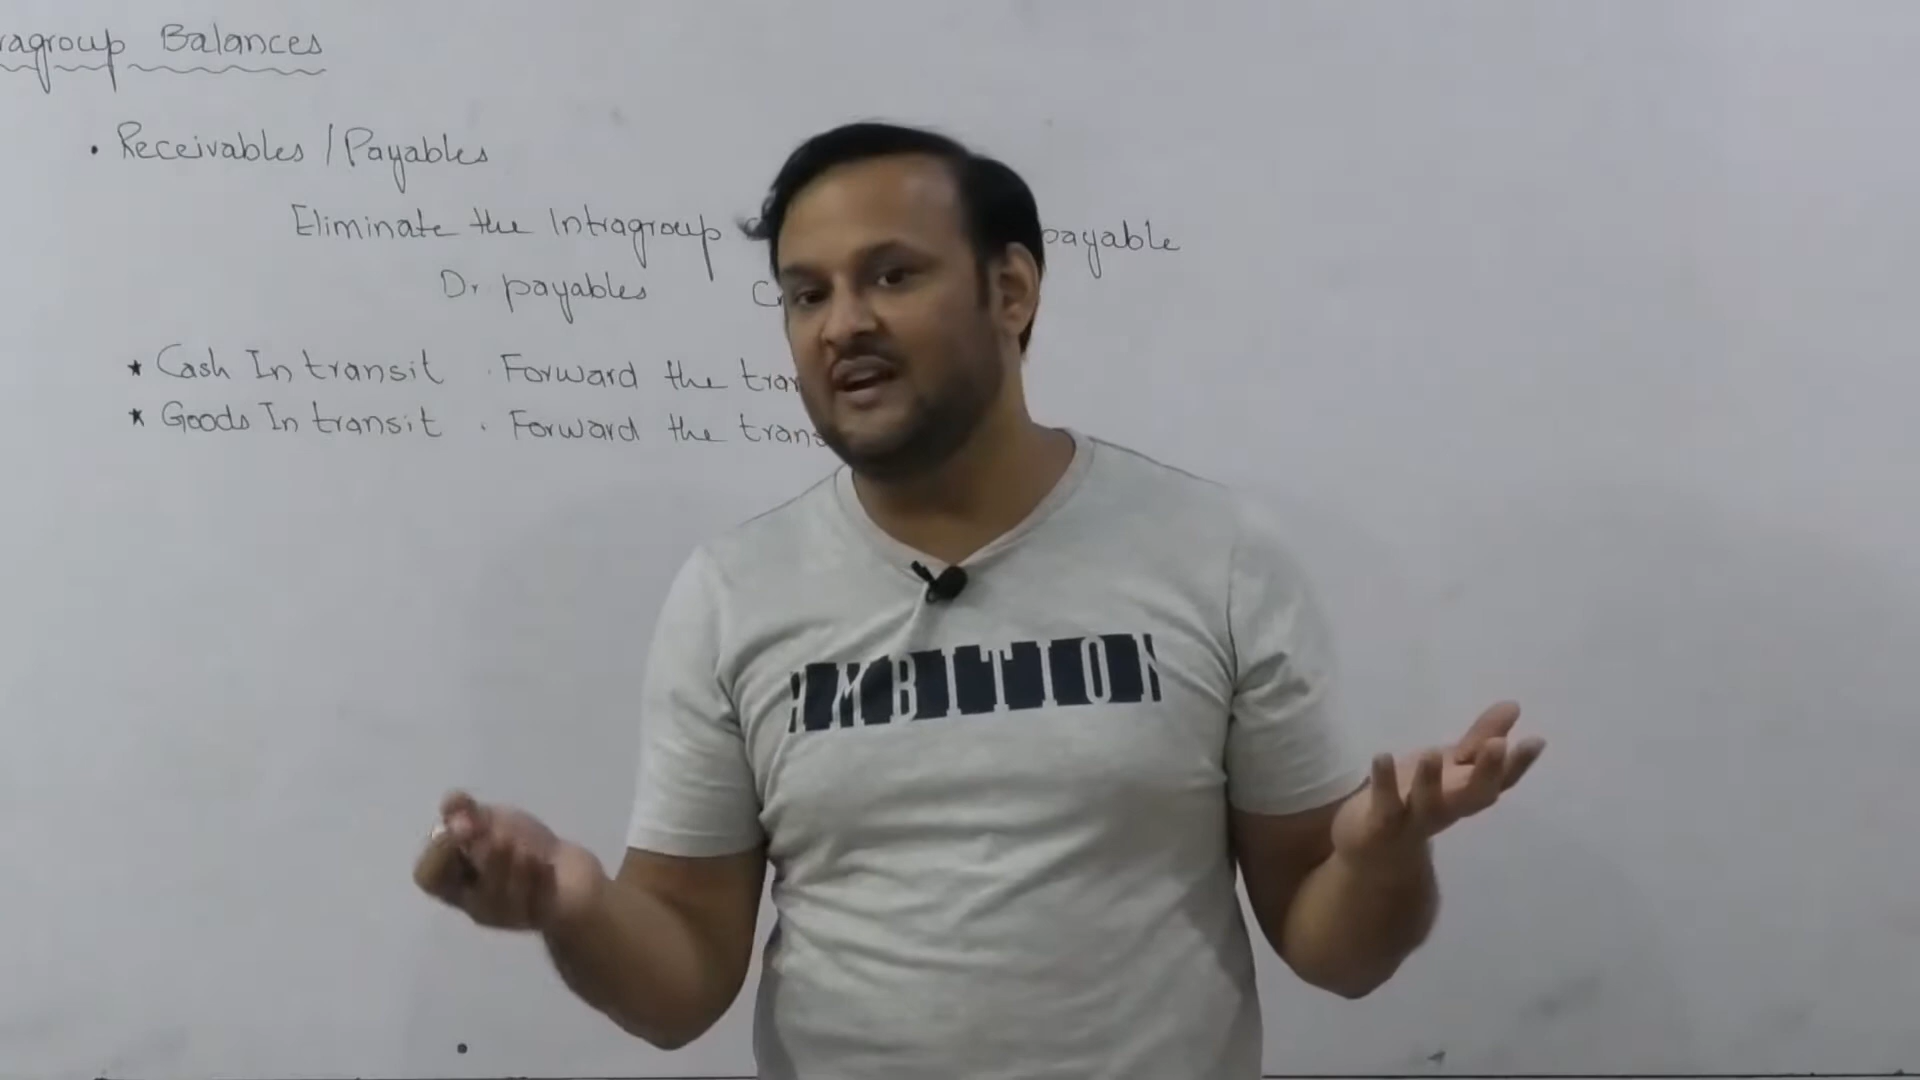 ragroup Balances
• Receivables / Payables
Eliminate the Intragroup payable
Dr payables
* Cash In transit . Forward the
* Goods In transit . Forward the
AMBITION